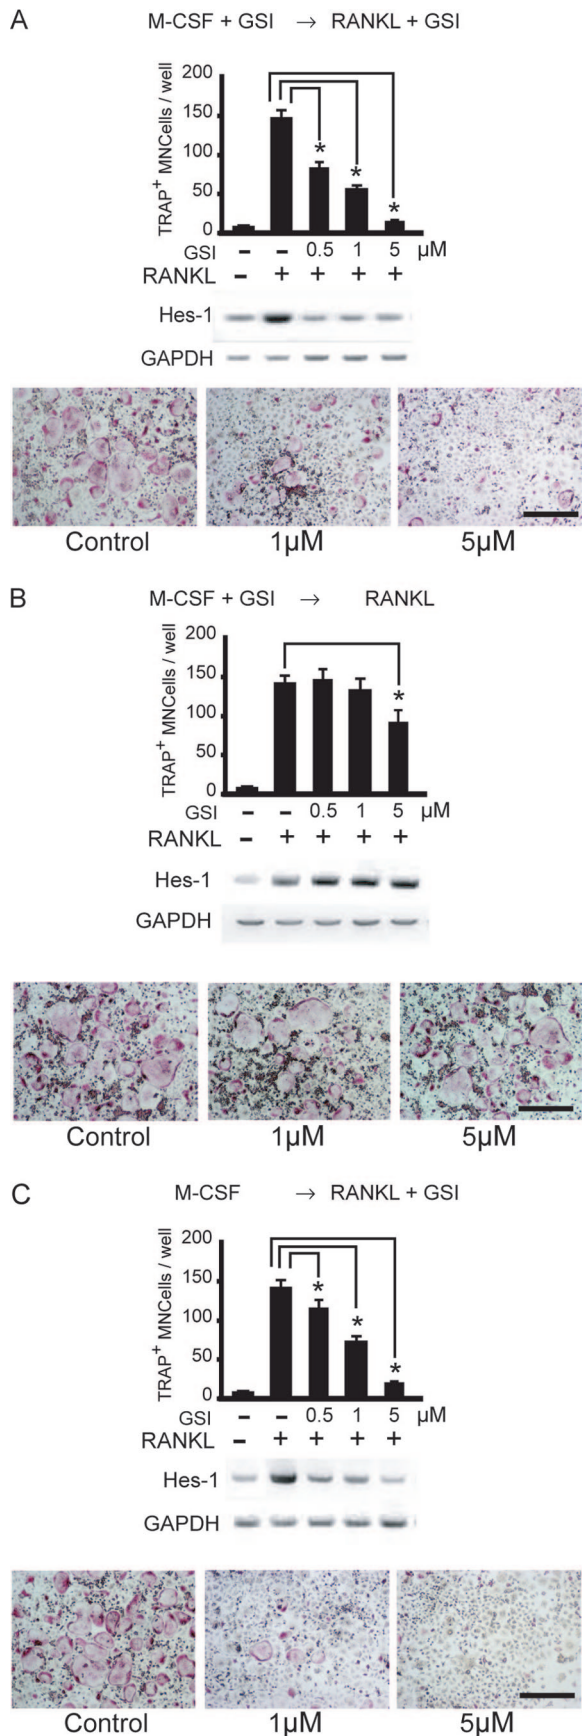 A
M-CSF + GSI → RANKL + GSI
TRAP+ MNCells / well
200
150
100
50
0
* * *
GSI – – 0.5 1 5 µM
RANKL – + + + +
Hes-1
GAPDH
Control 1µM 5µM
B
M-CSF + GSI → RANKL
TRAP+ MNCells / well
200
150
100
50
0
*
GSI – – 0.5 1 5 µM
RANKL – + + + +
Hes-1
GAPDH
Control 1µM 5µM
C
M-CSF → RANKL + GSI
TRAP+ MNCells / well
200
150
100
50
0
* * *
GSI – – 0.5 1 5 µM
RANKL – + + + +
Hes-1
GAPDH
Control 1µM 5µM